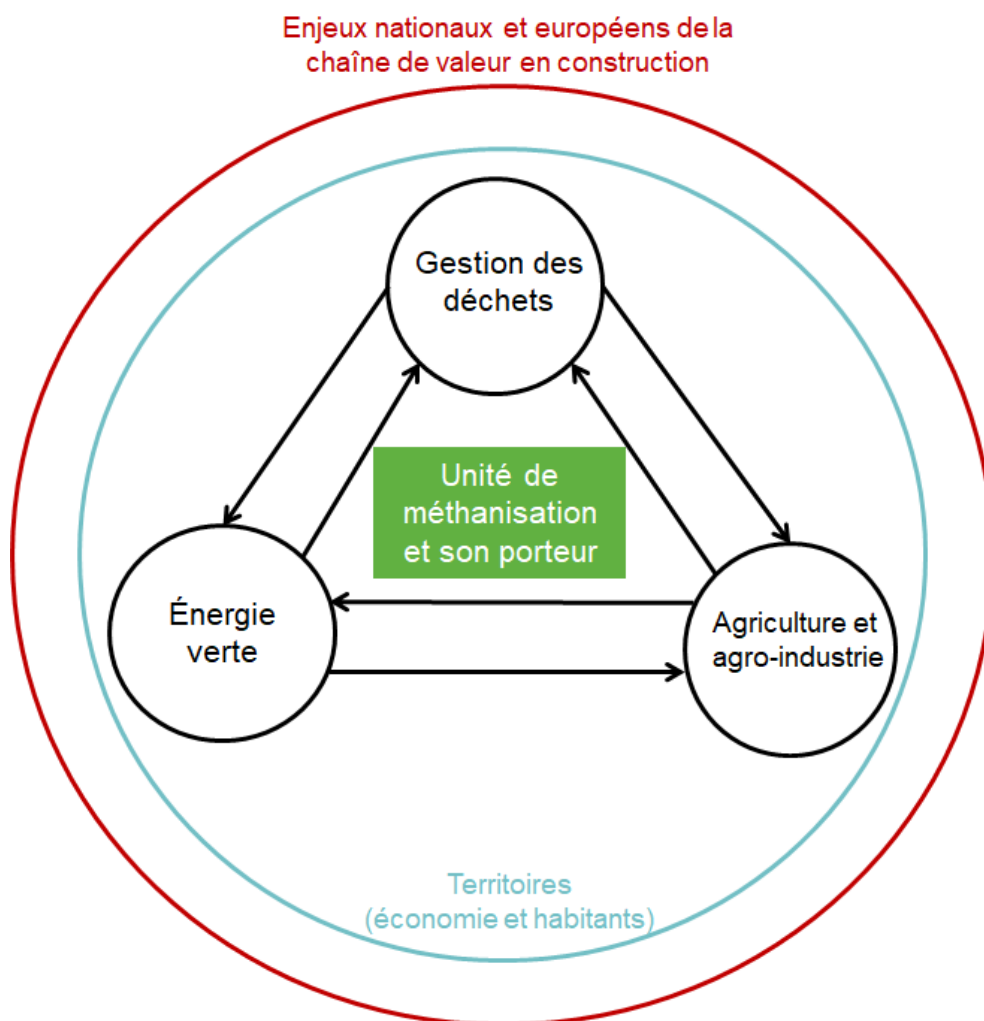 Enjeux nationaux et européens de la
chaîne de valeur en construction
Gestion des
déchets
Unité de
méthanisation
et son porteur
Énergie
verte
Agriculture et
agro-industrie
Territoires
(économie et habitants)